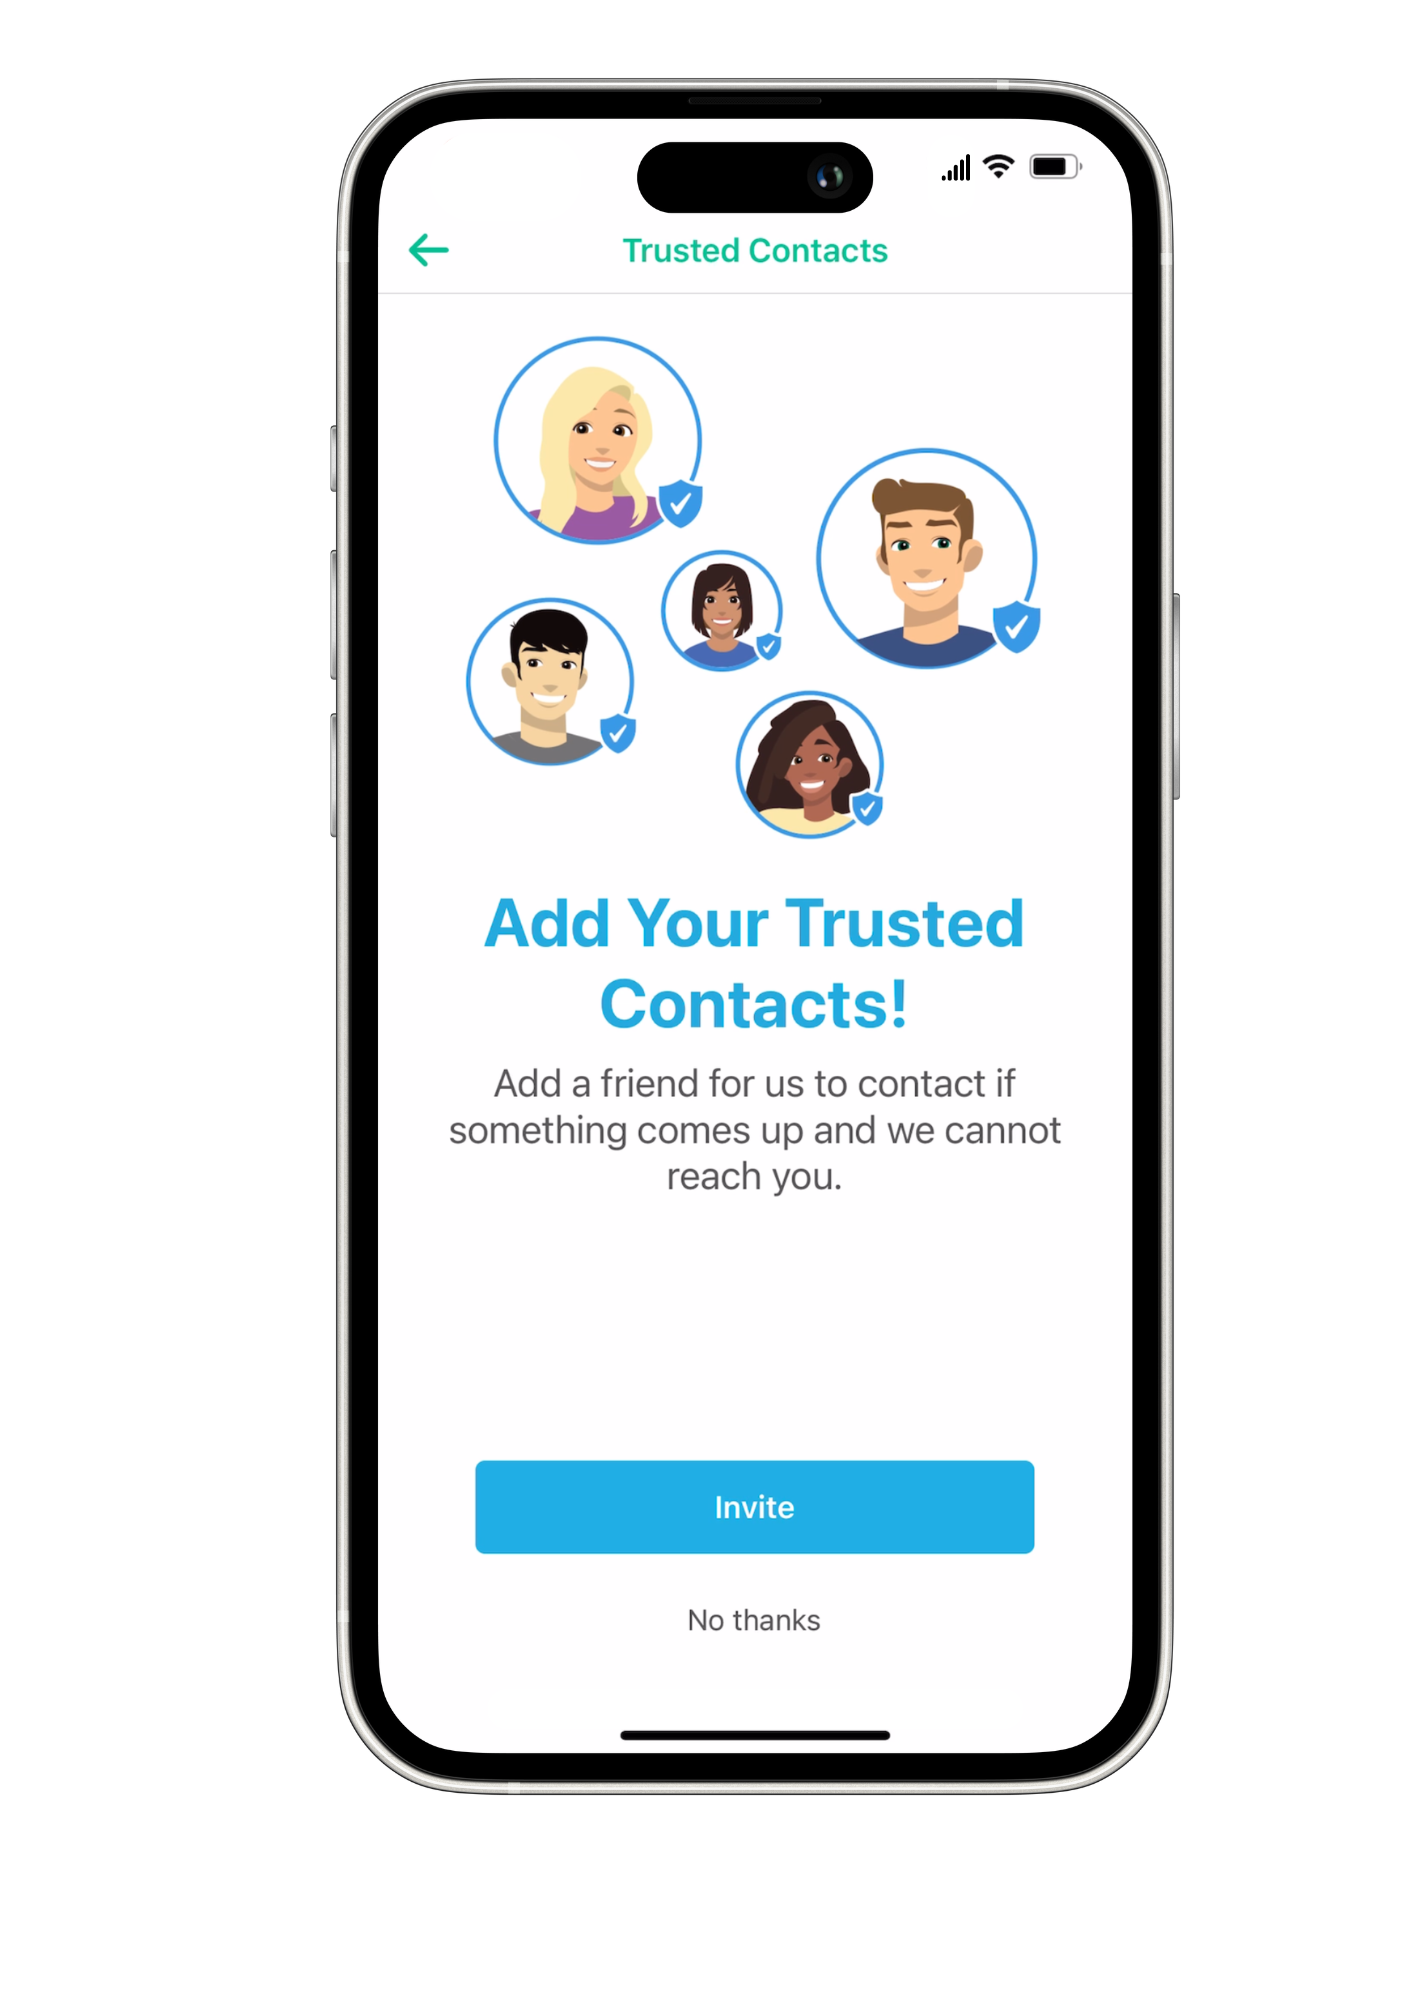 Trusted Contacts
Add Your Trusted
Contacts!
Add a friend for us to contact if
something comes up and we cannot
reach you.
Invite
No thanks